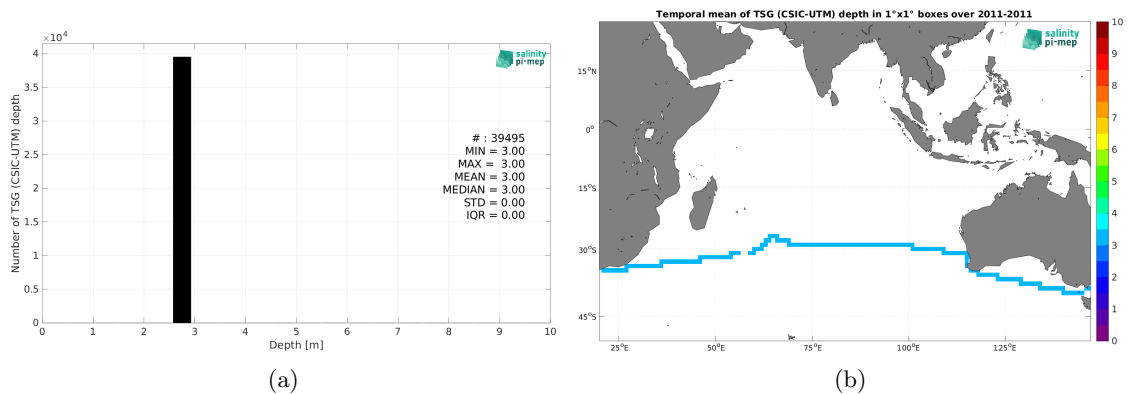 Temporal mean of TSG (CSIC-UTM) depth in 1°x1° boxes over 2011-2011
×10⁴
4
3.5
3
2.5
2
1.5
1
0.5
0
Number of TSG (CSIC-UTM) depth
0 1 2 3 4 5 6 7 8 9 10
Depth [m]
salinity
pi-mep
# : 39495
MIN = 3.00
MAX = 3.00
MEAN = 3.00
MEDIAN = 3.00
STD = 0.00
IQR = 0.00
(a)
salinity
pi-mep
15°N
0°
15°S
30°S
45°S
25°E 50°E 75°E 100°E 125°E
10
9
8
7
6
5
4
3
2
1
0
(b)